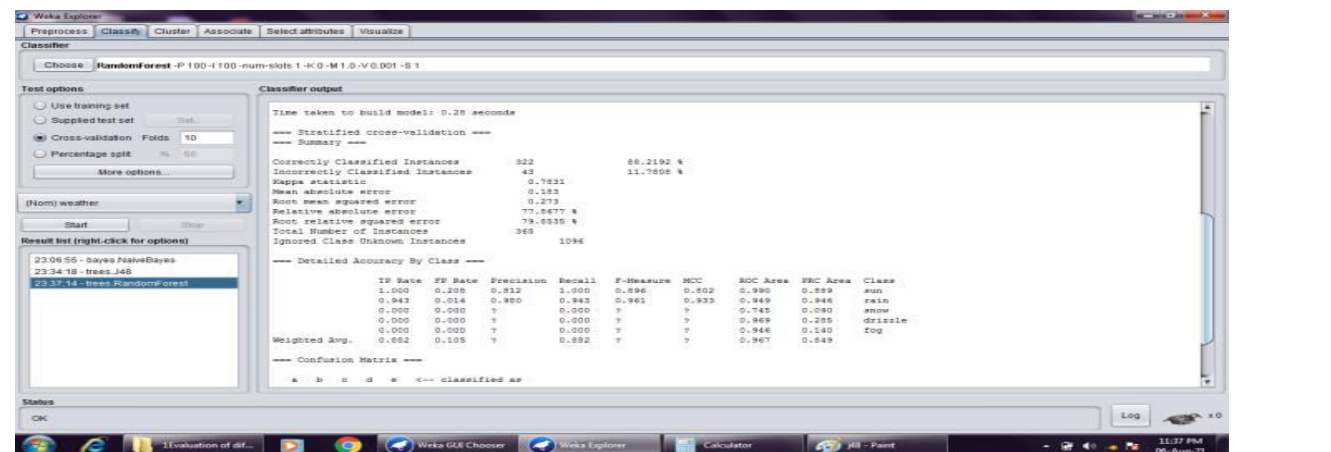 Weka Explorer
Preprocess Classify Cluster Associate Select attributes Visualize
Classifier
Choose RandomForest -P 100 -I 100 -num-slots 1 -K 0 -M 1.0 -V 0.001 -S 1
Test options
Use training set
Supplied test set Set...
Cross-validation Folds 10
Percentage split % 66
More options...
(Nom) weather
Start Stop
Result list (right-click for options)
23:06:55 - bayes.NaiveBayes
23:34:18 - trees.J48
23:37:14 - trees.RandomForest
Classifier output
Time taken to build model: 0.28 seconds
=== Stratified cross-validation ===
=== Summary ===
Correctly Classified Instances 322 88.2192 %
Incorrectly Classified Instances 43 11.7808 %
Kappa statistic 0.7831
Mean absolute error 0.183
Root mean squared error 0.273
Relative absolute error 77.8677 %
Root relative squared error 79.8535 %
Total Number of Instances 365
Ignored Class Unknown Instances 1096
=== Detailed Accuracy By Class ===
TP Rate FP Rate Precision Recall F-Measure MCC ROC Area PRC Area Class
1.000 0.208 0.812 1.000 0.896 0.802 0.990 0.889 sun
0.943 0.014 0.980 0.943 0.961 0.933 0.949 0.946 rain
0.000 0.000 ? 0.000 ? ? 0.745 0.090 snow
0.000 0.000 ? 0.000 ? ? 0.969 0.285 drizzle
0.000 0.000 ? 0.000 ? ? 0.946 0.140 fog
Weighted Avg. 0.882 0.105 ? 0.882 ? ? 0.967 0.849
=== Confusion Matrix ===
a b c d e <-- classified as
Status
OK
Log x 0
1Evaluation of dif... Weka GUI Chooser Weka Explorer Calculator j48 - Paint 11:37 PM
06-Aug-21